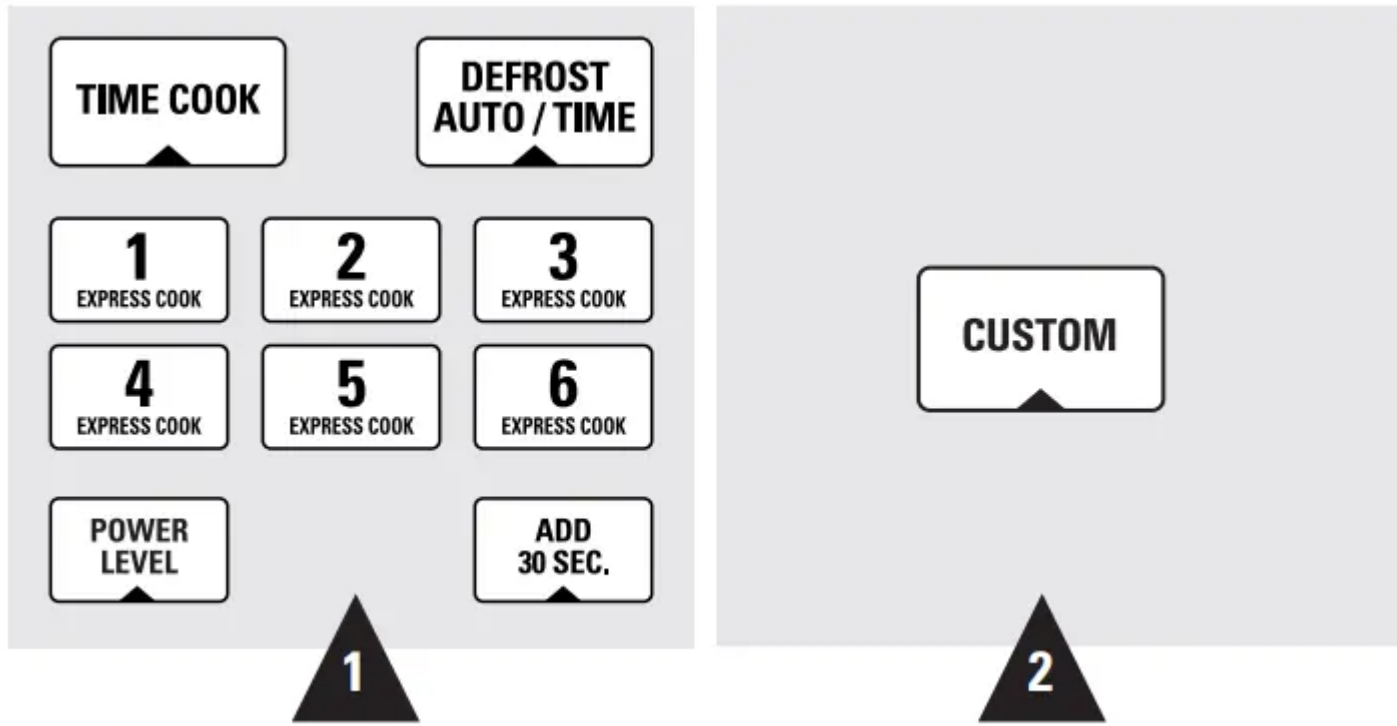 TIME COOK
DEFROST
AUTO / TIME
1
EXPRESS COOK
2
EXPRESS COOK
3
EXPRESS COOK
4
EXPRESS COOK
5
EXPRESS COOK
6
EXPRESS COOK
POWER
LEVEL
ADD
30 SEC.
1
CUSTOM
2